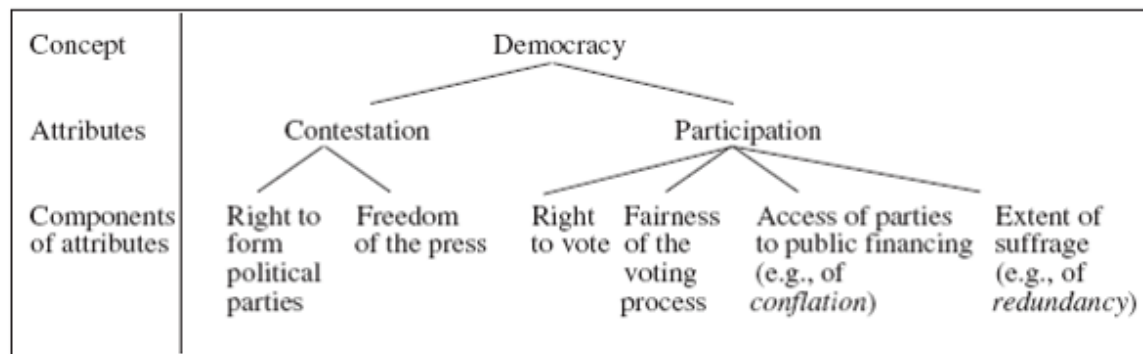 Concept Democracy
Attributes Contestation Participation
Components Right to Freedom Right Fairness Access of parties Extent of
of attributes form of the press to vote of the to public financing suffrage
political voting (e.g., of (e.g., of
parties process conflation) redundancy)